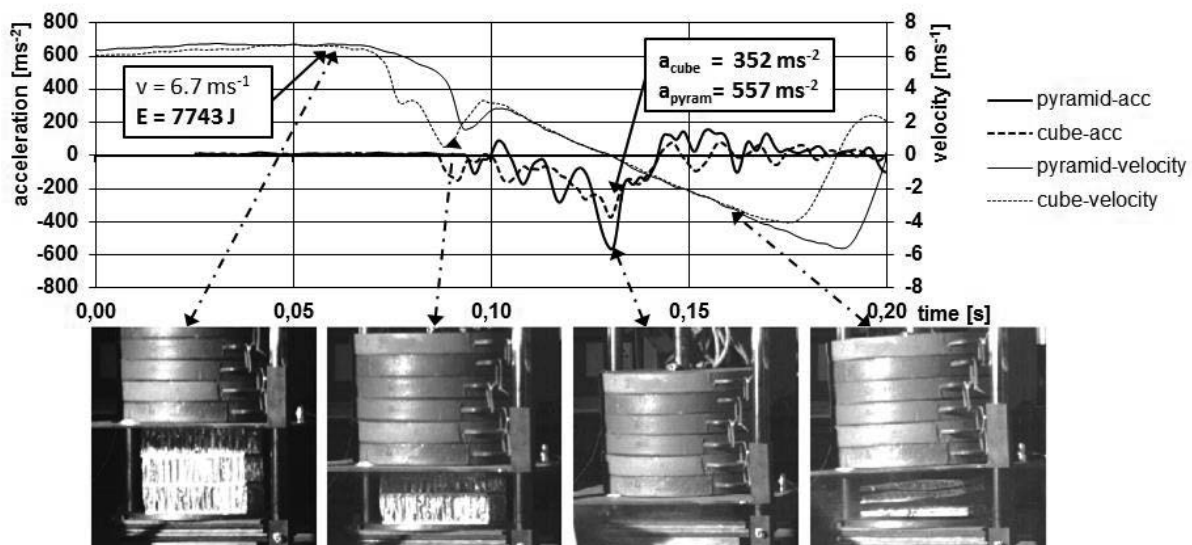 acceleration [ms-2]
800
600
400
200
0
-200
-400
-600
-800
v = 6.7 ms-1
E = 7743 J
acube = 352 ms-2
apyram = 557 ms-2
8
6
4
2
0
-2
-4
-6
-8
velocity [ms-1]
pyramid-acc
cube-acc
pyramid-velocity
cube-velocity
0,00 0,05 0,10 0,15 0,20 time [s]